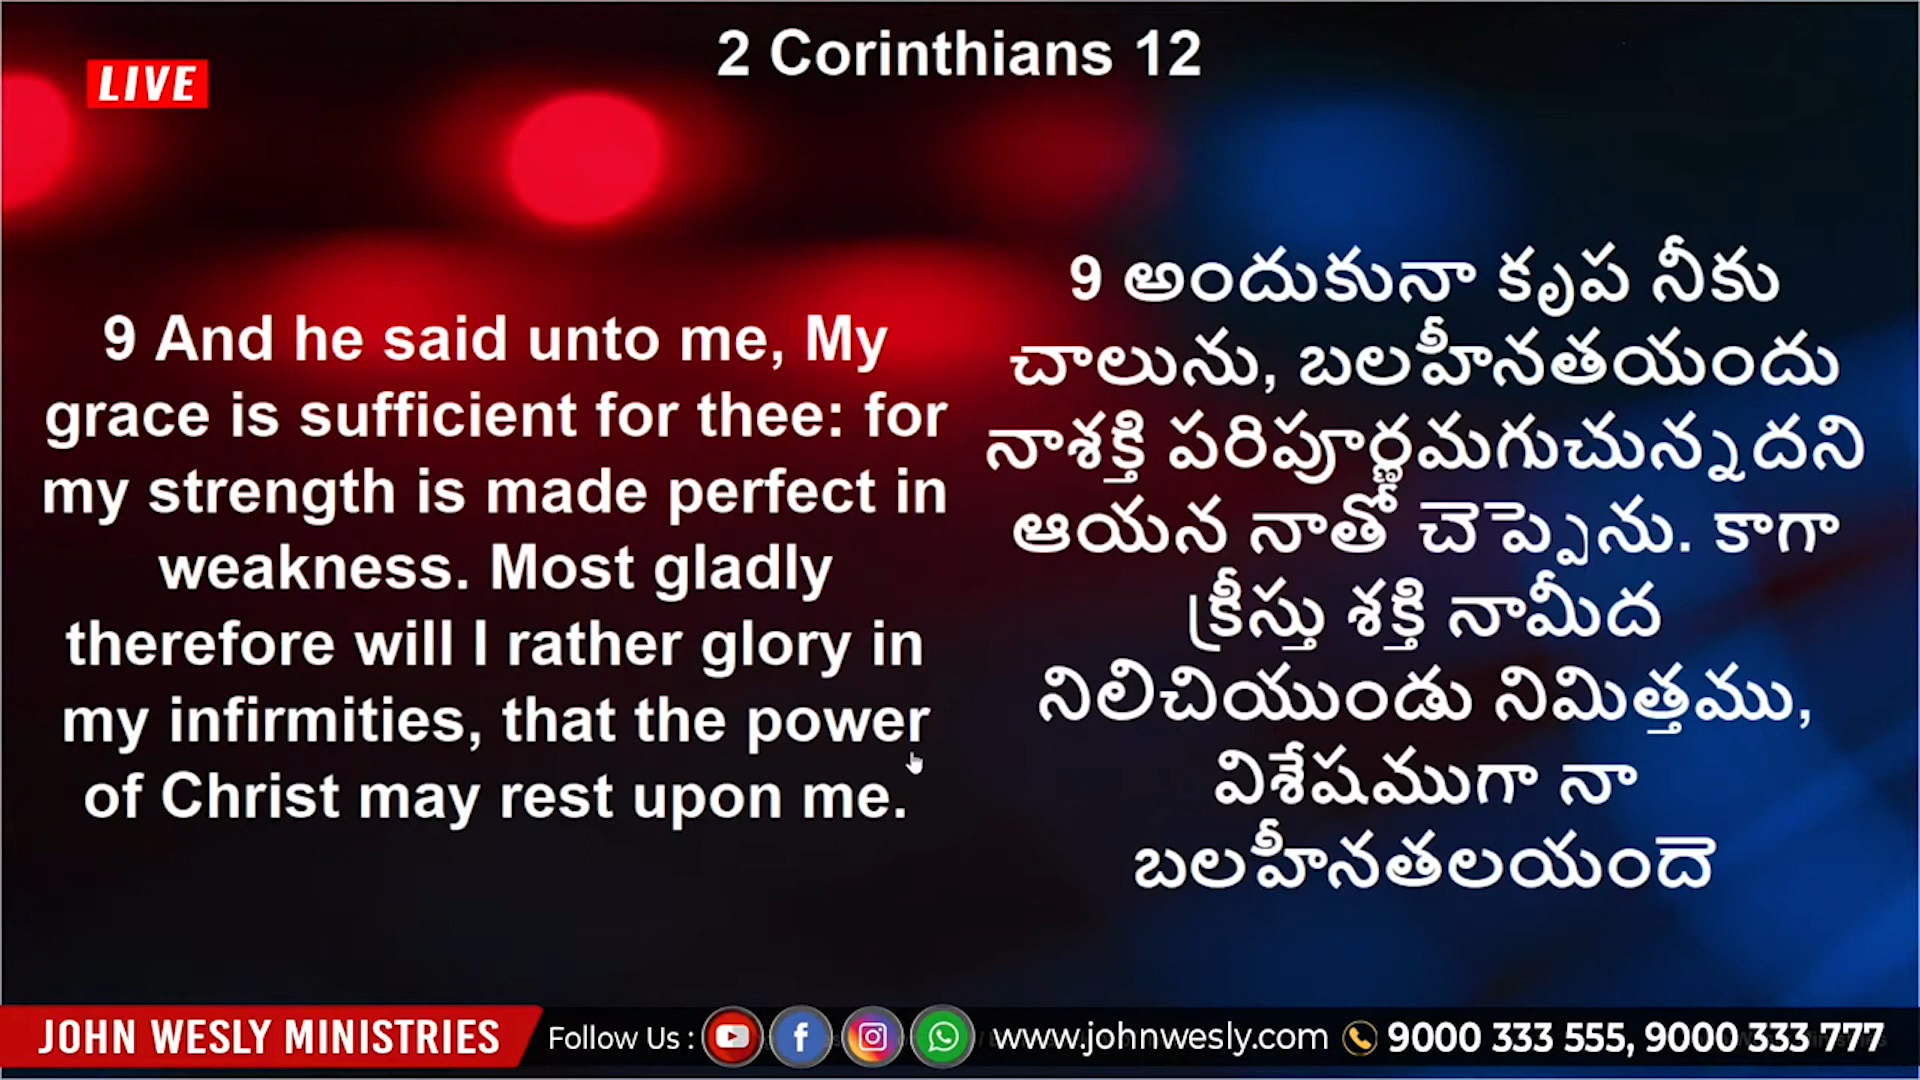 2 Corinthians 12
LIVE
9 And he said unto me, My
grace is sufficient for thee: for
my strength is made perfect in
weakness. Most gladly
therefore will I rather glory in
my infirmities, that the power
of Christ may rest upon me.
9 అందుకునా కృప నీకు
చాలును, బలహీనతయందు
నాశక్తి పరిపూర్ణమగుచున్నదని
ఆయన నాతో చెప్పెను. కాగా
క్రీస్తు శక్తి నామీద
నిలిచియుండు నిమిత్తము,
విశేషముగా నా
బలహీనతలయందె
JOHN WESLY MINISTRIES
Follow Us :
www.johnwesly.com
9000 333 555, 9000 333 777